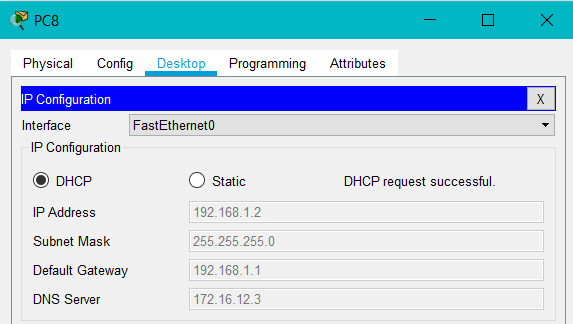 PC8
Physical Config Desktop Programming Attributes
IP Configuration X
Interface FastEthernet0
IP Configuration
DHCP Static DHCP request successful.
IP Address 192.168.1.2
Subnet Mask 255.255.255.0
Default Gateway 192.168.1.1
DNS Server 172.16.12.3